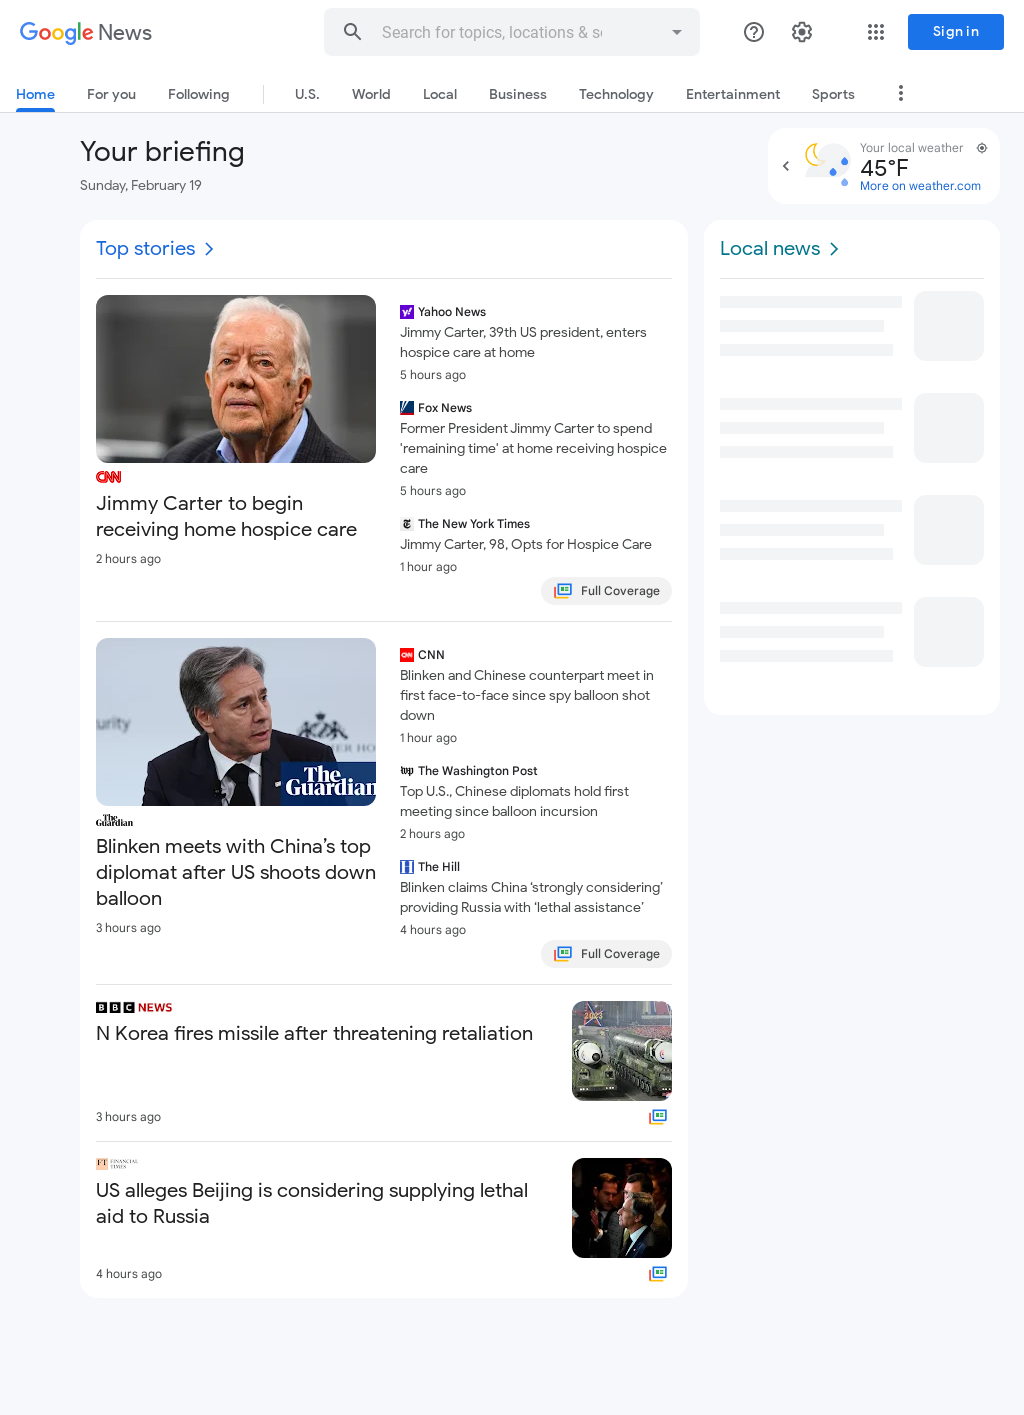 Google News
Search for topics, locations & so
Sign in
Home
For you
Following
U.S.
World
Local
Business
Technology
Entertainment
Sports
Your briefing
Sunday, February 19
Your local weather
45°F
More on weather.com
Top stories
CNN
Jimmy Carter to begin
receiving home hospice care
2 hours ago
Yahoo News
Jimmy Carter, 39th US president, enters
hospice care at home
5 hours ago
Fox News
Former President Jimmy Carter to spend
'remaining time' at home receiving hospice
care
5 hours ago
The New York Times
Jimmy Carter, 98, Opts for Hospice Care
1 hour ago
Full Coverage
urity
The
Guardian
The
Guardian
Blinken meets with China’s top
diplomat after US shoots down
balloon
3 hours ago
CNN
CNN
Blinken and Chinese counterpart meet in
first face-to-face since spy balloon shot
down
1 hour ago
wp The Washington Post
Top U.S., Chinese diplomats hold first
meeting since balloon incursion
2 hours ago
The Hill
Blinken claims China ‘strongly considering’
providing Russia with ‘lethal assistance’
4 hours ago
Full Coverage
BBC NEWS
N Korea fires missile after threatening retaliation
2023
3 hours ago
FT FINANCIAL
TIMES
US alleges Beijing is considering supplying lethal
aid to Russia
4 hours ago
Local news